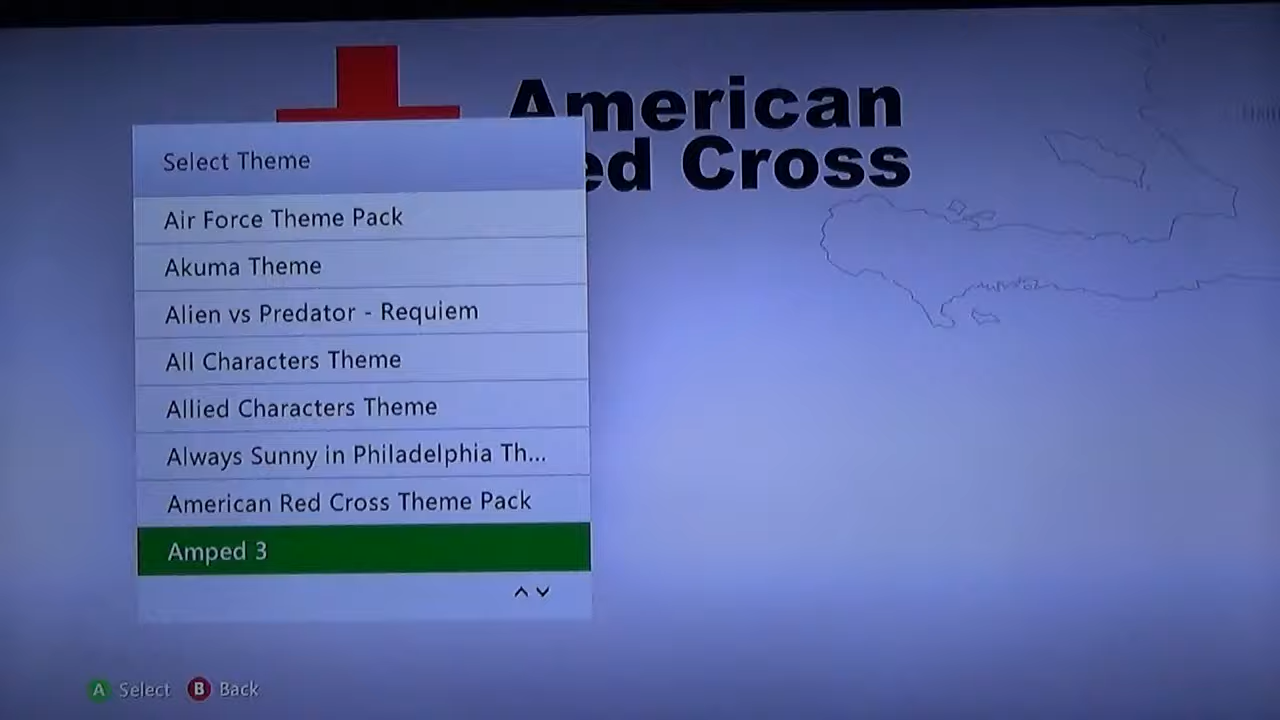 American
ed Cross
Select Theme
Air Force Theme Pack
Akuma Theme
Alien vs Predator - Requiem
All Characters Theme
Allied Characters Theme
Always Sunny in Philadelphia Th...
American Red Cross Theme Pack
Amped 3
A Select B Back